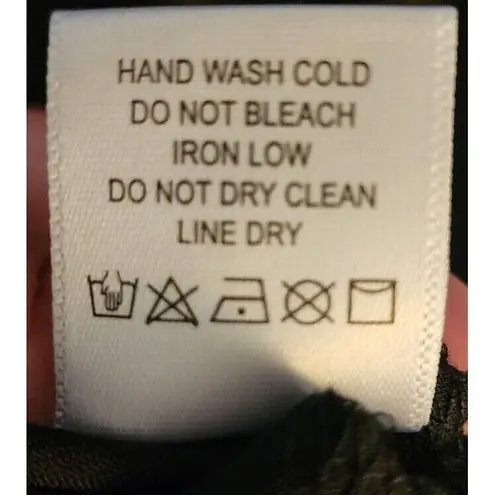 HAND WASH COLD
DO NOT BLEACH
IRON LOW
DO NOT DRY CLEAN
LINE DRY